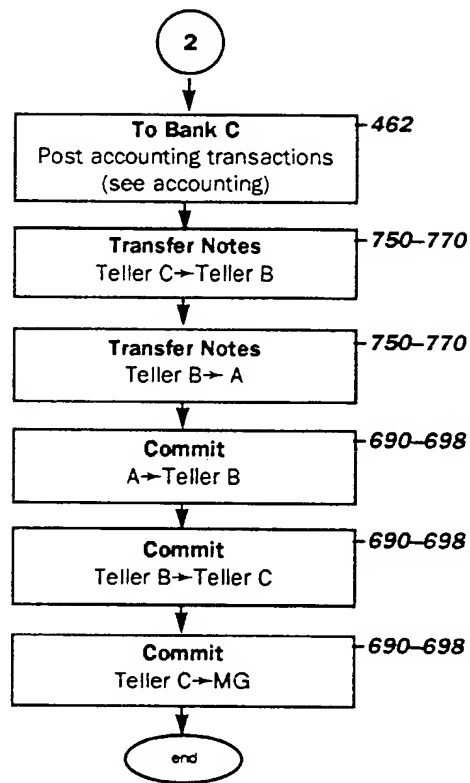 2
To Bank C
462
Post accounting transactions
(see accounting)
Transfer Notes
750–770
Teller C→Teller B
Transfer Notes
750–770
Teller B→ A
Commit
690–698
A→Teller B
Commit
690–698
Teller B→Teller C
Commit
690–698
Teller C→MG
end